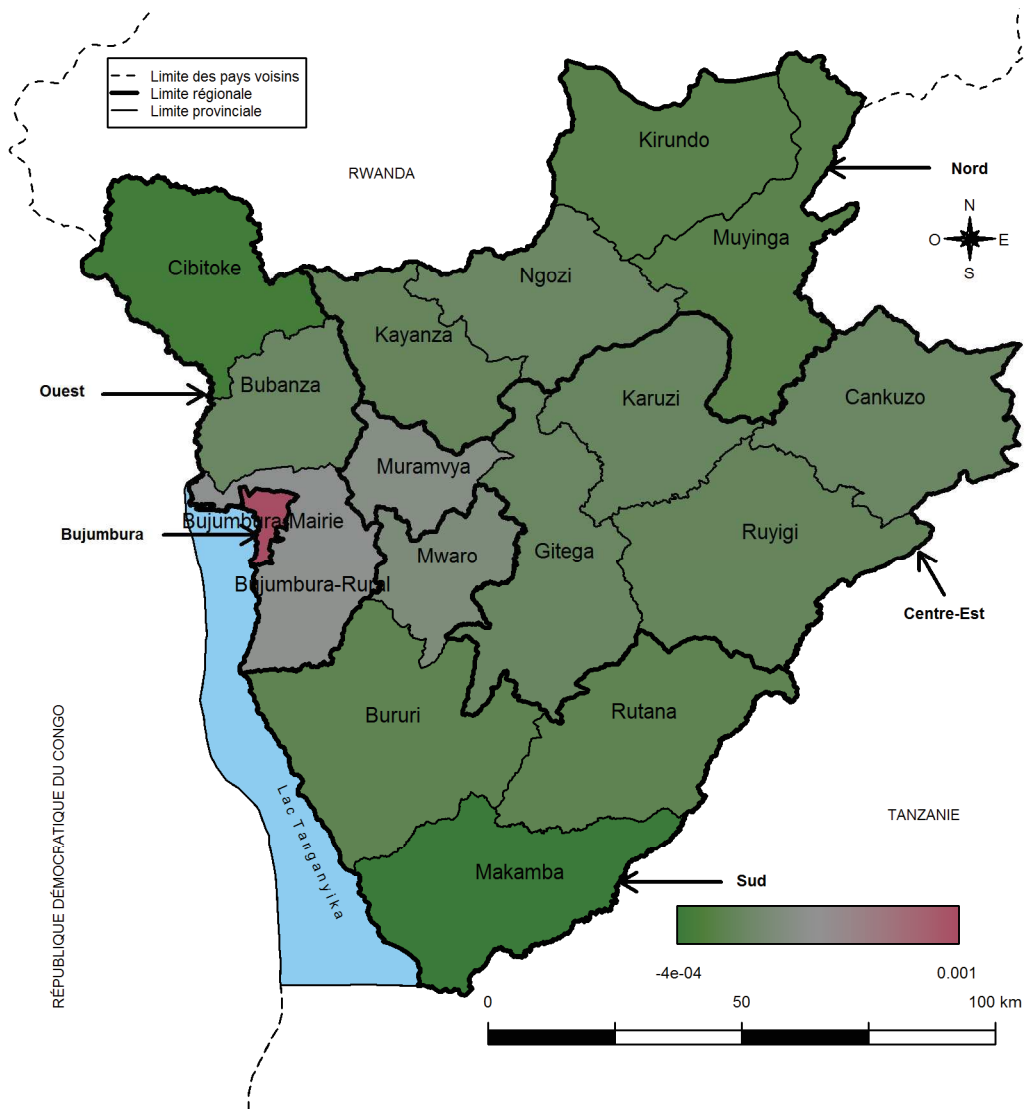 Limite des pays voisins
Limite régionale
Limite provinciale
RWANDA
Kirundo
Nord
N
O
E
S
Muyinga
Cibitoke
Ngozi
Kayanza
Bubanza
Ouest
Karuzi
Cankuzo
Muramvya
Bujumbura-Mairie
Bujumbura
Mwaro
Gitega
Ruyigi
Bujumbura-Rural
Centre-Est
Bururi
Rutana
RÉPUBLIQUE DÉMOCRATIQUE DU CONGO
Lac Tanganyika
TANZANIE
Makamba
Sud
-4e-04
0.001
0
50
100 km